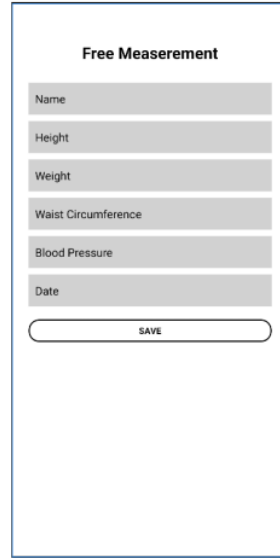 Free Measerement
Name
Height
Weight
Waist Circumference
Blood Pressure
Date
SAVE